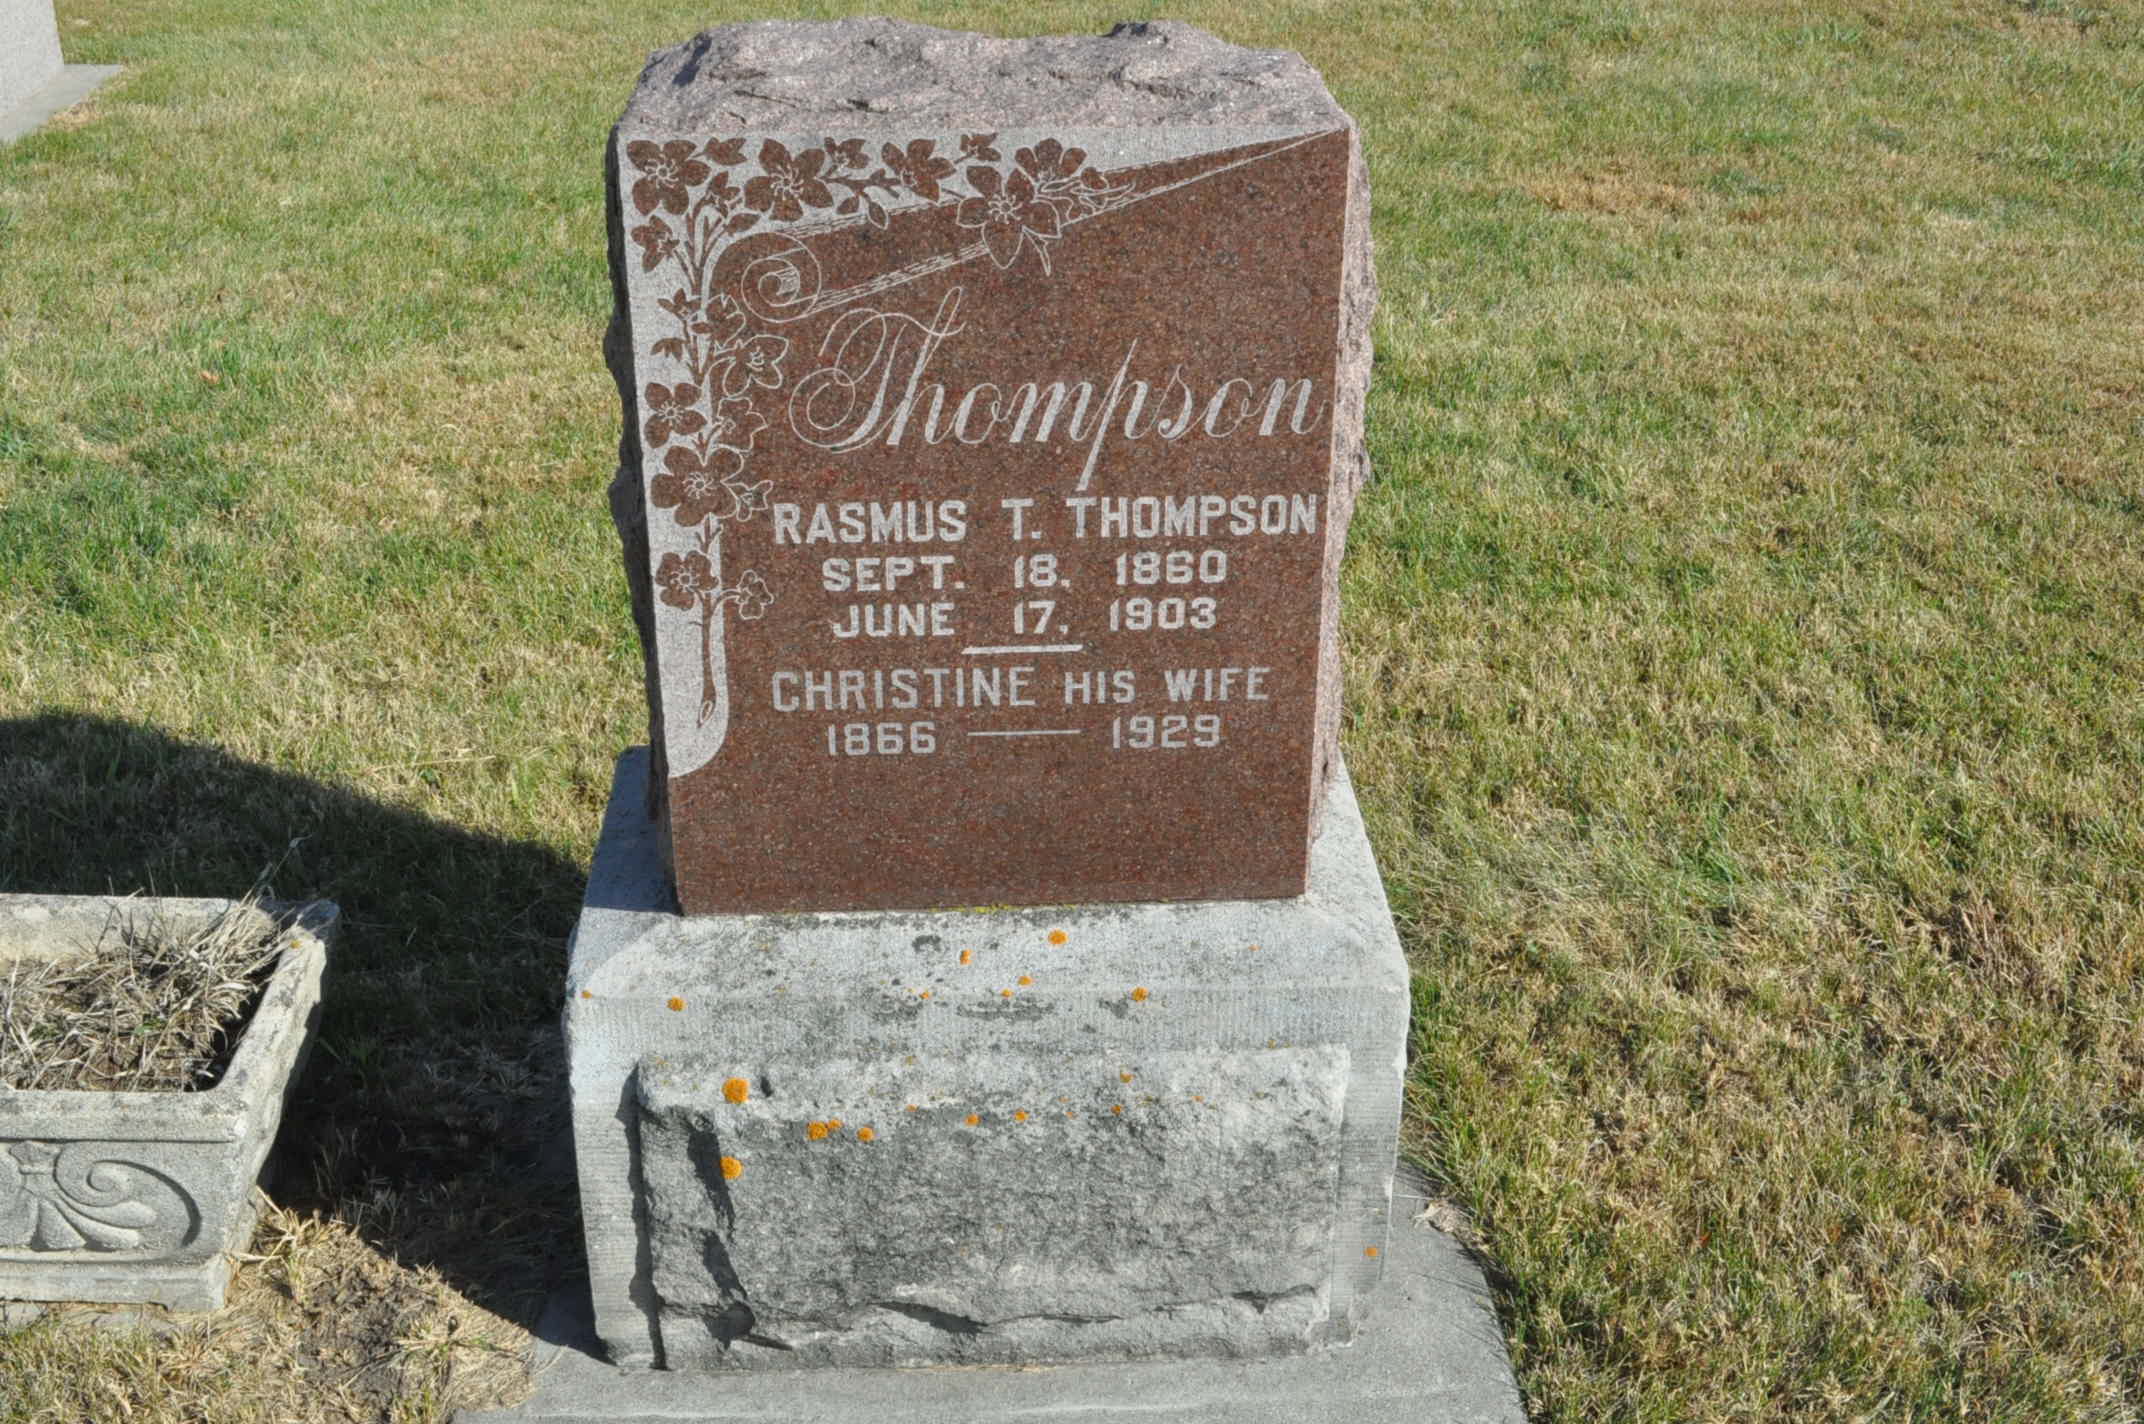 Thompson
RASMUS T. THOMPSON
SEPT. 18, 1860
JUNE 17, 1903
CHRISTINE HIS WIFE
1866 — 1929